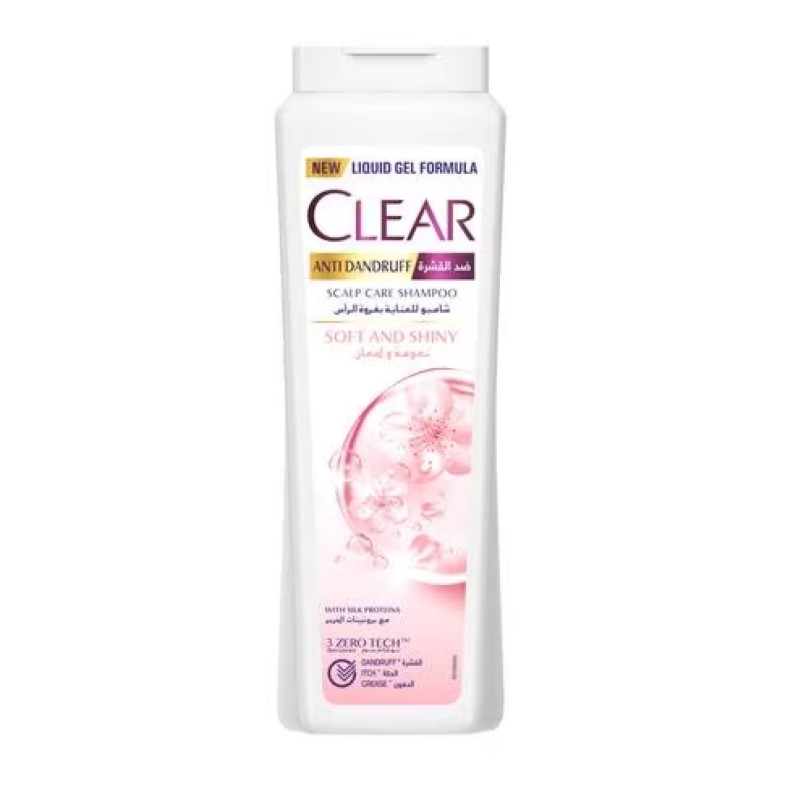 NEW LIQUID GEL FORMULA
CLEAR
ANTI DANDRUFF ضد القشرة
SCALP CARE SHAMPOO
شامبو للعناية بفروة الرأس
SOFT AND SHINY
نعومة و لمعان
WITH SILK PROTEINS
مع بروتينات الحرير
3 ZERO TECH™
DANDRUFF* القشرة*
ITCH* الحكة*
GREASE* الدهون*